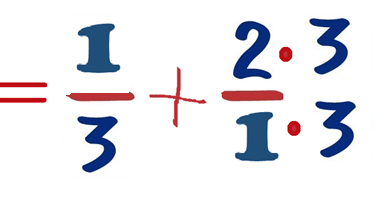 = 1/3 + 2·3/1·3